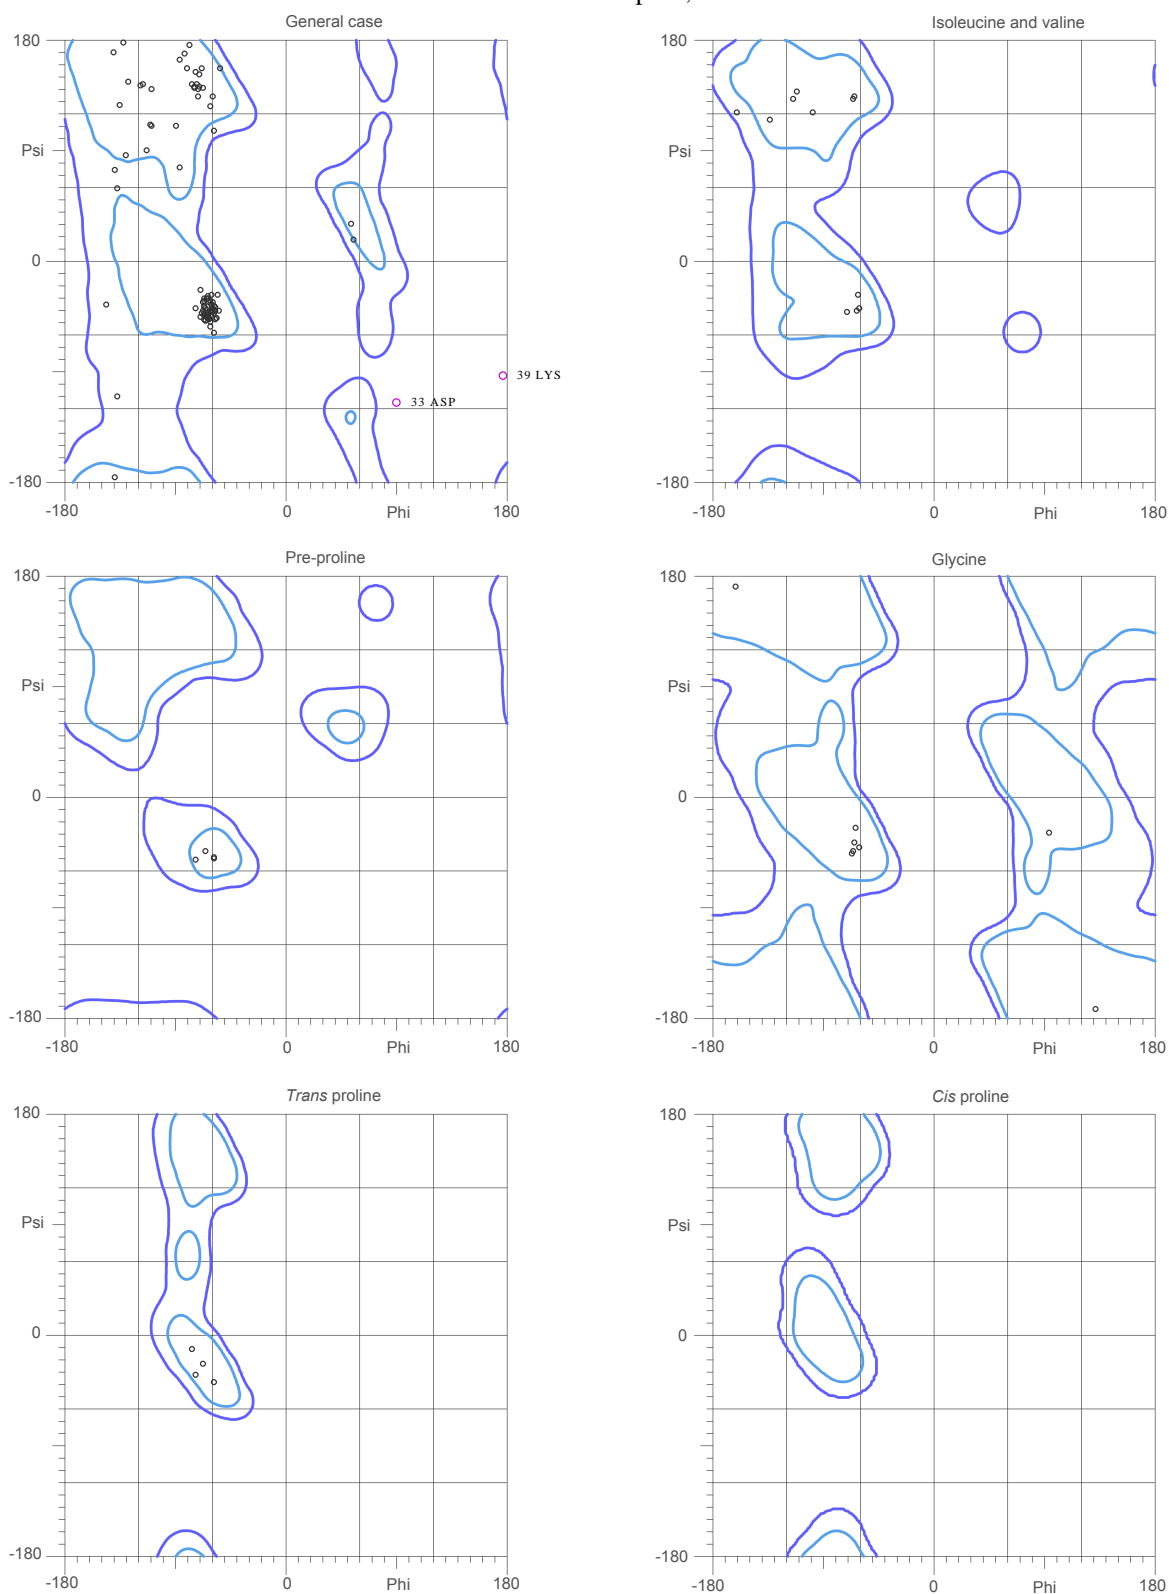 General case
Isoleucine and valine
180
180
Psi
Psi
0
0
39 LYS
33 ASP
-180
-180
-180
0
Phi
180
-180
0
Phi
180
Pre-proline
Glycine
180
180
Psi
Psi
0
0
-180
-180
-180
0
Phi
180
-180
0
Phi
180
Trans proline
Cis proline
180
180
Psi
Psi
0
0
-180
-180
-180
0
Phi
180
-180
0
Phi
180